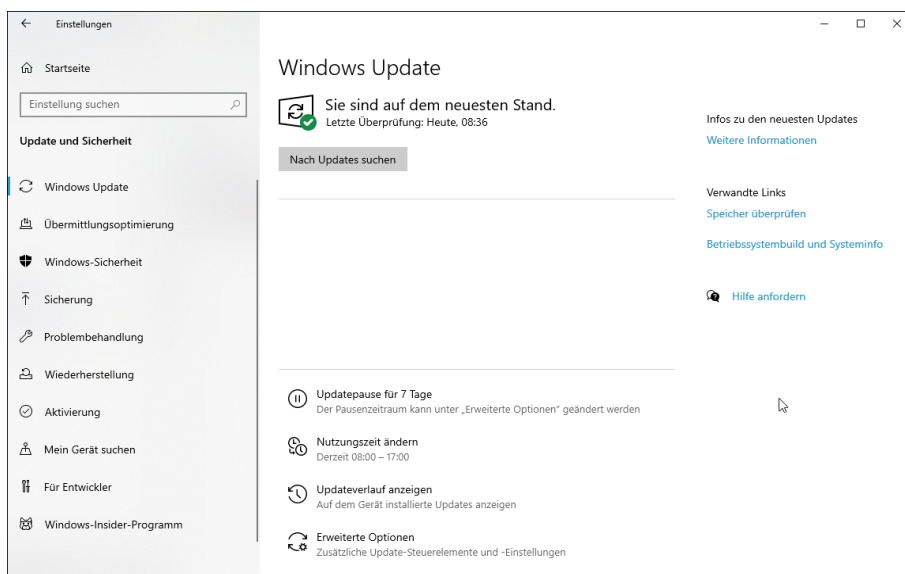 Einstellungen
Startseite
Einstellung suchen
Update und Sicherheit
Windows Update
Übermittlungsoptimierung
Windows-Sicherheit
Sicherung
Problembehandlung
Wiederherstellung
Aktivierung
Mein Gerät suchen
Für Entwickler
Windows-Insider-Programm
Windows Update
Sie sind auf dem neuesten Stand.
Letzte Überprüfung: Heute, 08:36
Nach Updates suchen
Updatepause für 7 Tage
Der Pausenzeitraum kann unter „Erweiterte Optionen“ geändert werden
Nutzungszeit ändern
Derzeit 08:00 – 17:00
Updateverlauf anzeigen
Auf dem Gerät installierte Updates anzeigen
Erweiterte Optionen
Zusätzliche Update-Steuerelemente und -Einstellungen
Infos zu den neuesten Updates
Weitere Informationen
Verwandte Links
Speicher überprüfen
Betriebssystembuild und Systeminfo
Hilfe anfordern